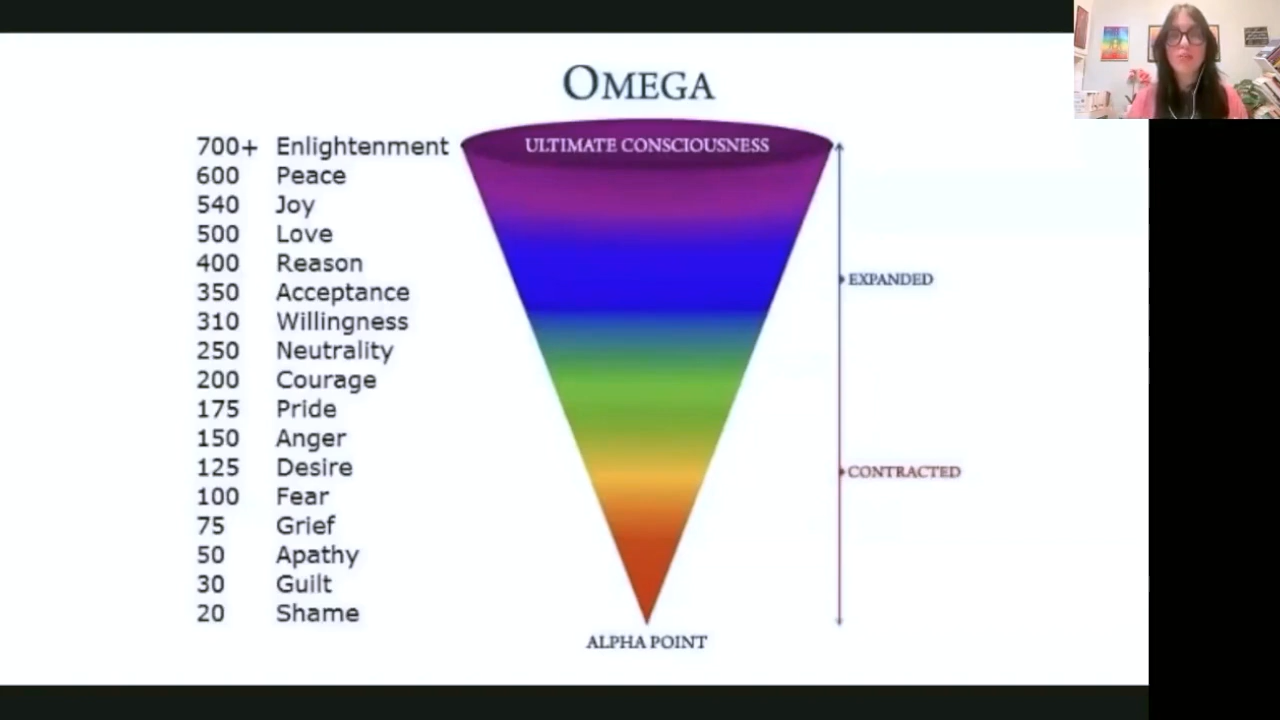 OMEGA
700+ Enlightenment
ULTIMATE CONSCIOUSNESS
600 Peace
540 Joy
500 Love
400 Reason
EXPANDED
350 Acceptance
310 Willingness
250 Neutrality
200 Courage
175 Pride
150 Anger
125 Desire
CONTRACTED
100 Fear
75 Grief
50 Apathy
30 Guilt
20 Shame
ALPHA POINT